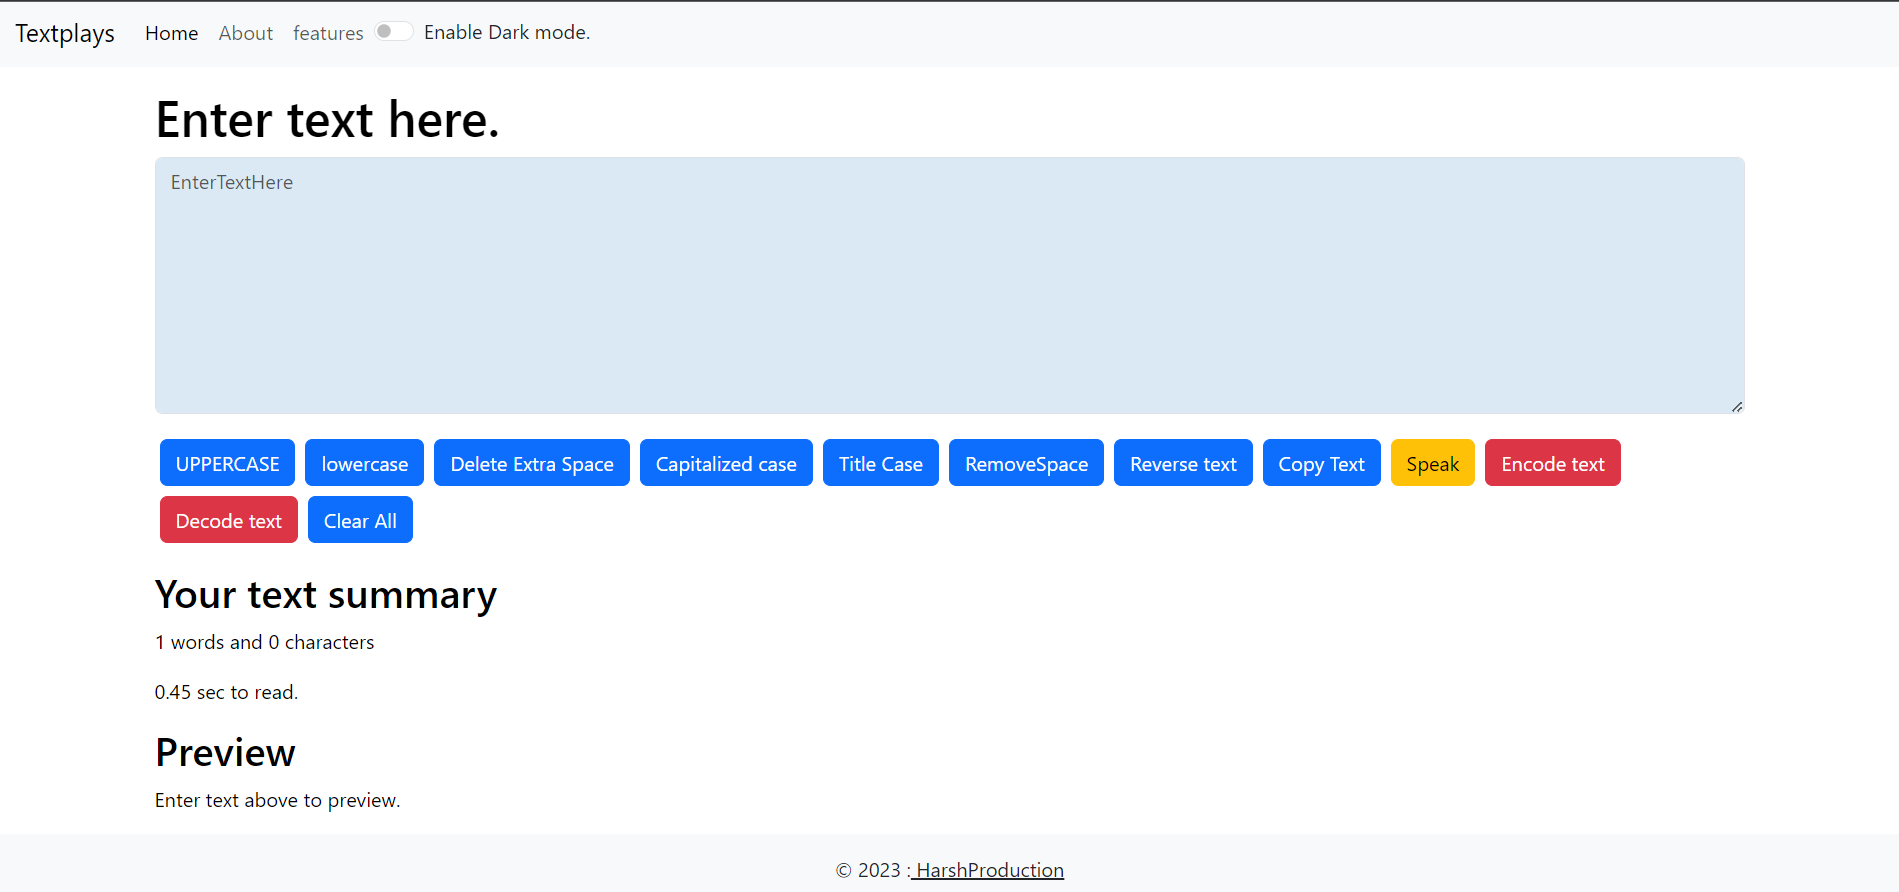 Textplays Home About features Enable Dark mode.
Enter text here.
EnterTextHere
UPPERCASE lowercase Delete Extra Space Capitalized case Title Case RemoveSpace Reverse text Copy Text Speak Encode text
Decode text Clear All
Your text summary
1 words and 0 characters
0.45 sec to read.
Preview
Enter text above to preview.
© 2023 : HarshProduction